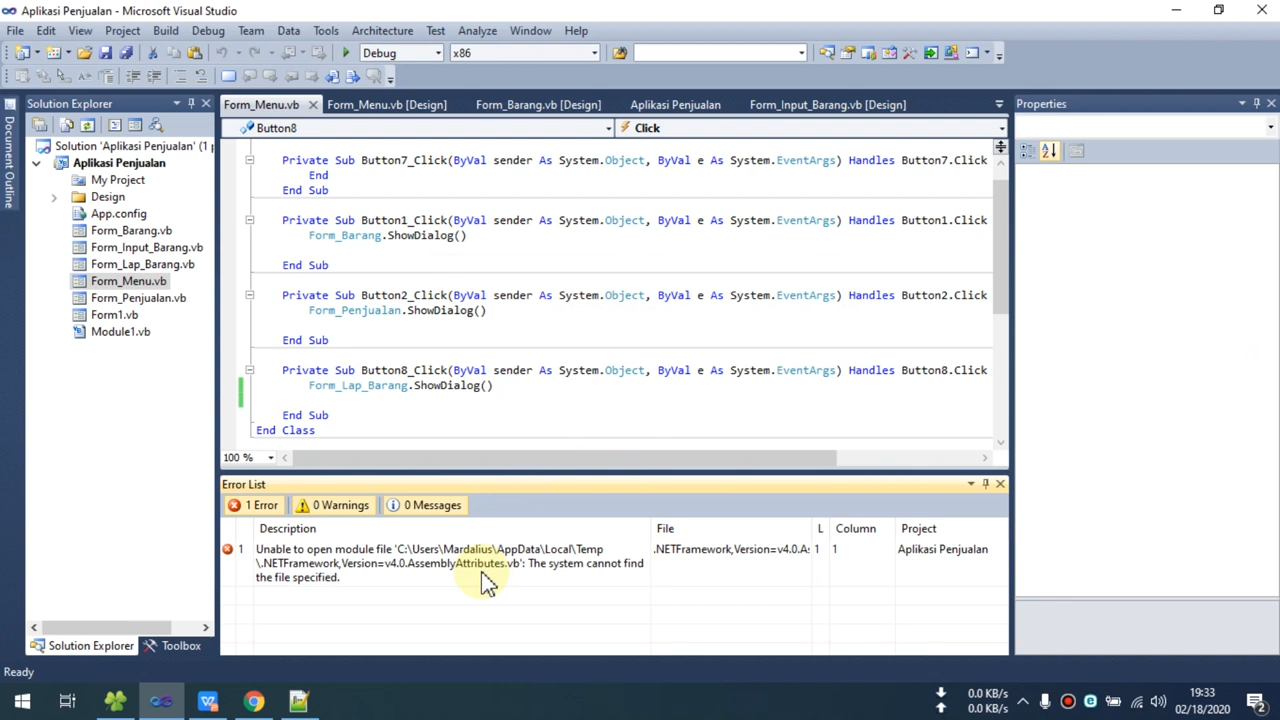 Aplikasi Penjualan - Microsoft Visual Studio
File Edit View Project Build Debug Team Data Tools Architecture Test Analyze Window Help
Debug x86
Document Outline
Solution Explorer
Solution 'Aplikasi Penjualan' (1 p
Aplikasi Penjualan
My Project
Design
App.config
Form_Barang.vb
Form_Input_Barang.vb
Form_Lap_Barang.vb
Form_Menu.vb
Form_Penjualan.vb
Form1.vb
Module1.vb
Solution Explorer Toolbox
Form_Menu.vb Form_Menu.vb [Design] Form_Barang.vb [Design] Aplikasi Penjualan Form_Input_Barang.vb [Design]
Button8 Click
Private Sub Button7_Click(ByVal sender As System.Object, ByVal e As System.EventArgs) Handles Button7.Click
End
End Sub
Private Sub Button1_Click(ByVal sender As System.Object, ByVal e As System.EventArgs) Handles Button1.Click
Form_Barang.ShowDialog()
End Sub
Private Sub Button2_Click(ByVal sender As System.Object, ByVal e As System.EventArgs) Handles Button2.Click
Form_Penjualan.ShowDialog()
End Sub
Private Sub Button8_Click(ByVal sender As System.Object, ByVal e As System.EventArgs) Handles Button8.Click
Form_Lap_Barang.ShowDialog()
End Sub
End Class
100 %
Properties
Error List
1 Error 0 Warnings 0 Messages
Description File L Column Project
1 Unable to open module file 'C:\Users\Mardalius\AppData\Local\Temp .NETFramework,Version=v4.0.As 1 1 Aplikasi Penjualan
\.NETFramework,Version=v4.0.AssemblyAttributes.vb': The system cannot find
the file specified.
Ready
0.0 KB/s
0.0 KB/s
19:33
02/18/2020
2